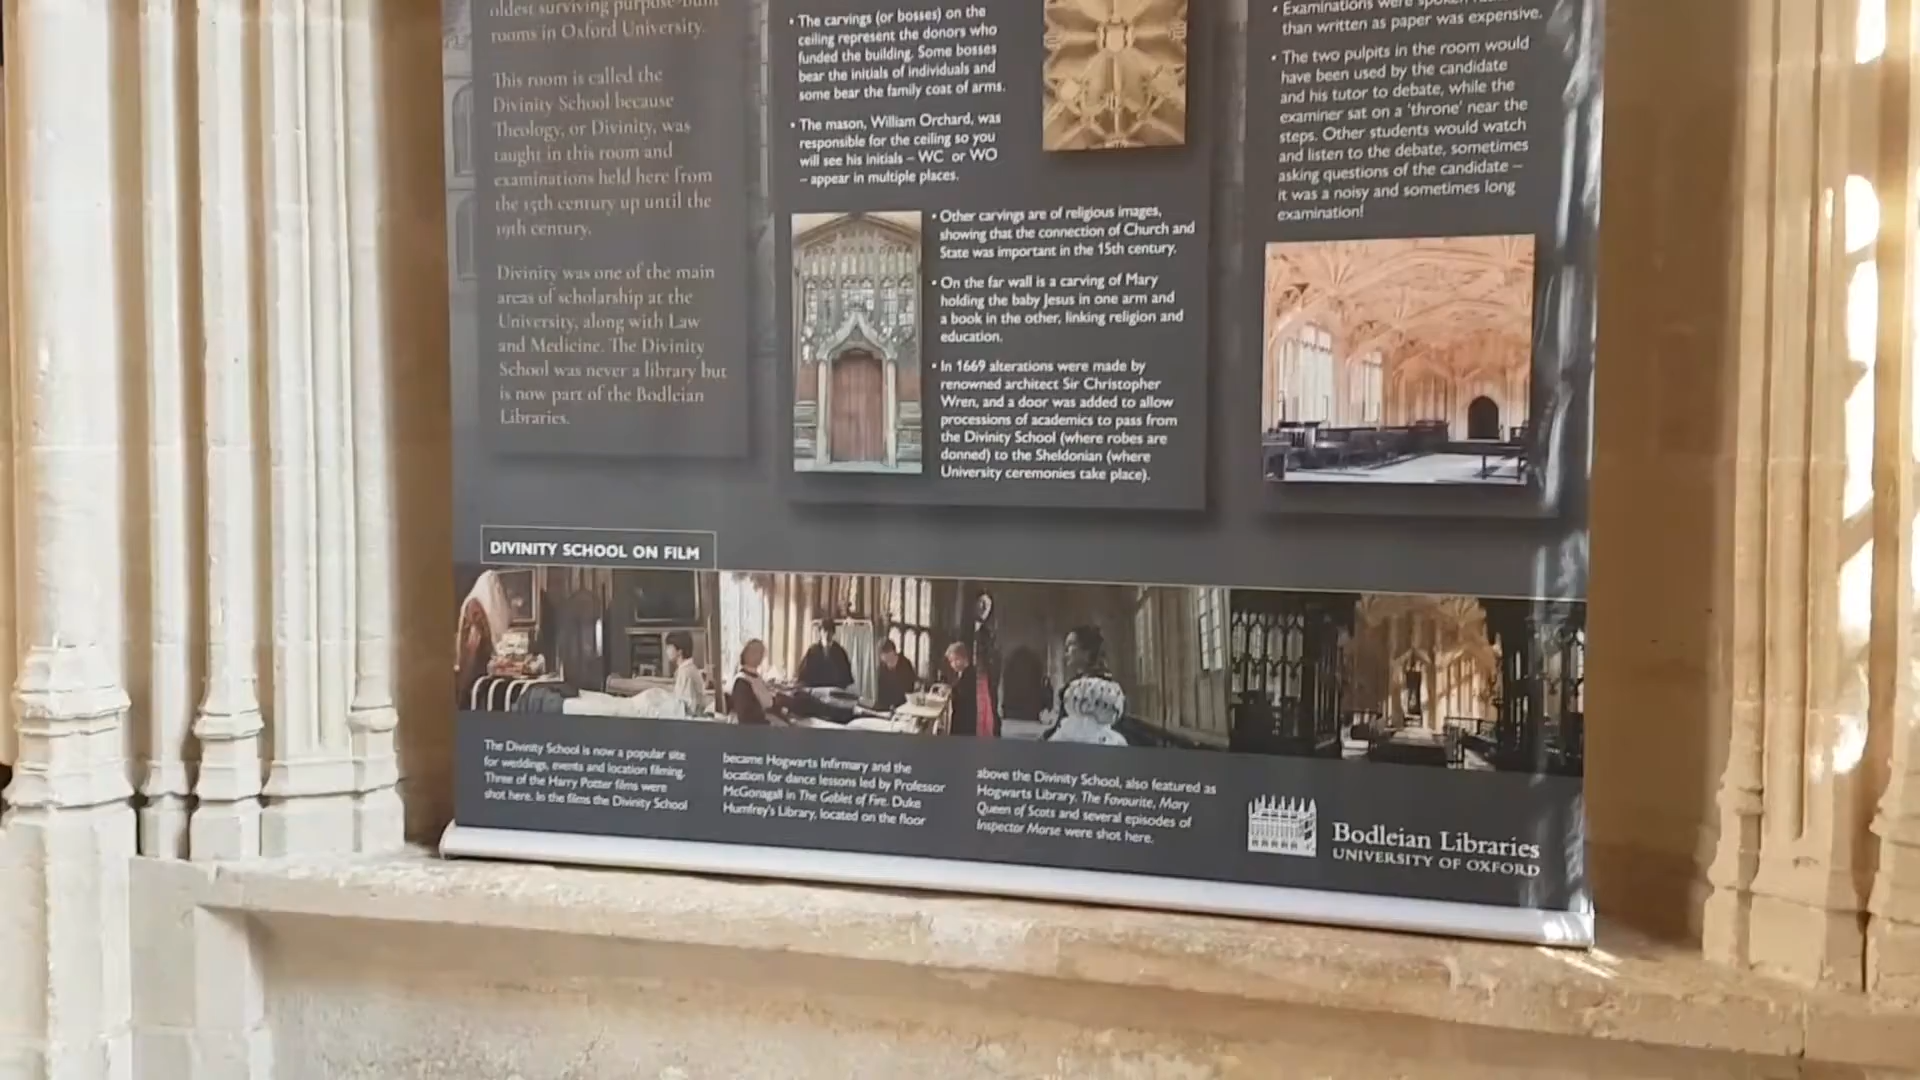 oldest surviving purpose-built
rooms in Oxford University.
This room is called the
Divinity School because
Theology, or Divinity, was
taught in this room and
examinations held here from
the 15th century up until the
19th century.
Divinity was one of the main
areas of scholarship at the
University, along with Law
and Medicine. The Divinity
School was never a library but
is now part of the Bodleian
Libraries.
• The carvings (or bosses) on the
ceiling represent the donors who
funded the building. Some bosses
bear the initials of individuals and
some bear the family coat of arms.
• The mason, William Orchard, was
responsible for the ceiling so you
will see his initials – WC or WO
– appear in multiple places.
• Other carvings are of religious images,
showing that the connection of Church and
State was important in the 15th century.
• On the far wall is a carving of Mary
holding the baby Jesus in one arm and
a book in the other, linking religion and
education.
• In 1669 alterations were made by
renowned architect Sir Christopher
Wren, and a door was added to allow
processions of academics to pass from
the Divinity School (where robes are
donned) to the Sheldonian (where
University ceremonies take place).
• Examinations were spoken
than written as paper was expensive.
• The two pulpits in the room would
have been used by the candidate
and his tutor to debate, while the
examiner sat on a 'throne' near the
steps. Other students would watch
and listen to the debate, sometimes
asking questions of the candidate –
it was a noisy and sometimes long
examination!
DIVINITY SCHOOL ON FILM
The Divinity School is now a popular site
for weddings, events and location filming.
Three of the Harry Potter films were
shot here. In the films the Divinity School
became Hogwarts Infirmary and the
location for dance lessons led by Professor
McGonagall in The Goblet of Fire. Duke
Humfrey's Library, located on the floor
above the Divinity School, also featured as
Hogwarts Library. The Favourite, Mary
Queen of Scots and several episodes of
Inspector Morse were shot here.
Bodleian Libraries
UNIVERSITY OF OXFORD